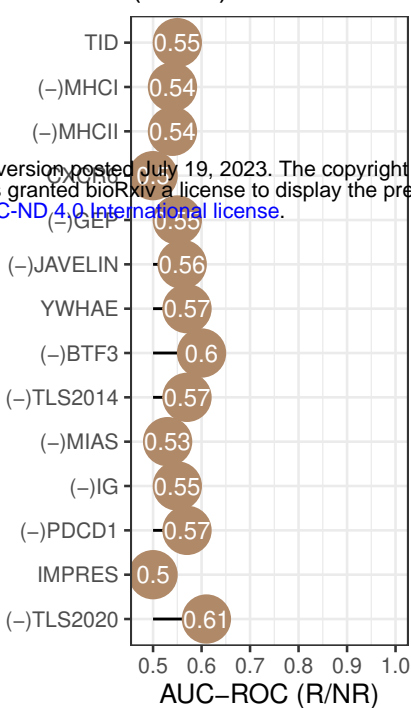 TID 0.55
(−)MHCI 0.54
(−)MHCII 0.54
version posted July 19, 2023. The copyright
CXCR6 0.5
s granted bioRxiv a license to display the pre
C-ND 4.0 International license.
(−)GEP 0.55
(−)JAVELIN 0.56
YWHAE 0.57
(−)BTF3 0.6
(−)TLS2014 0.57
(−)MIAS 0.53
(−)IG 0.55
(−)PDCD1 0.57
IMPRES 0.5
(−)TLS2020 0.61
0.5 0.6 0.7 0.8 0.9 1.0
AUC−ROC (R/NR)